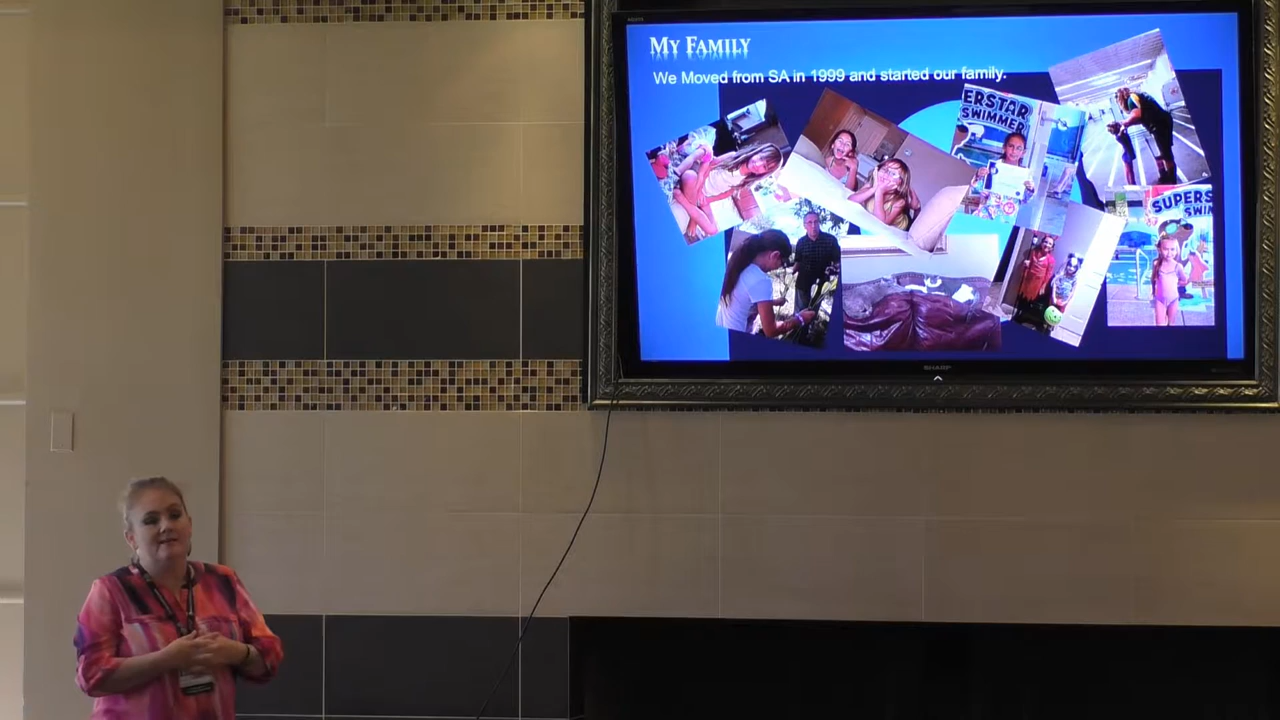 MY FAMILY
We Moved from SA in 1999 and started our family.
ERSTAR
SWIMMER
SUPERS
SWIM
SHARP